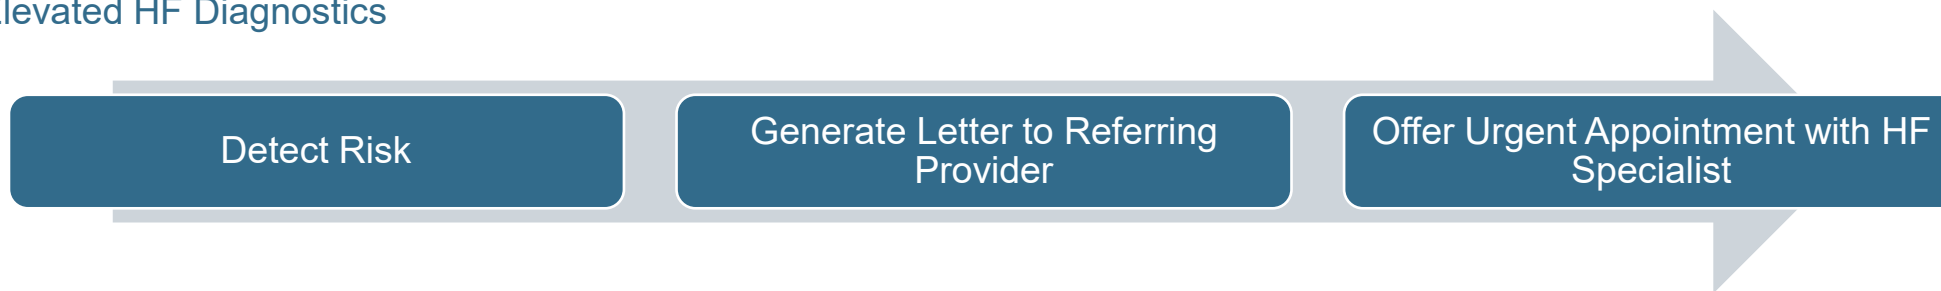 levated HF Diagnostics
Detect Risk
Generate Letter to Referring
Provider
Offer Urgent Appointment with HF
Specialist